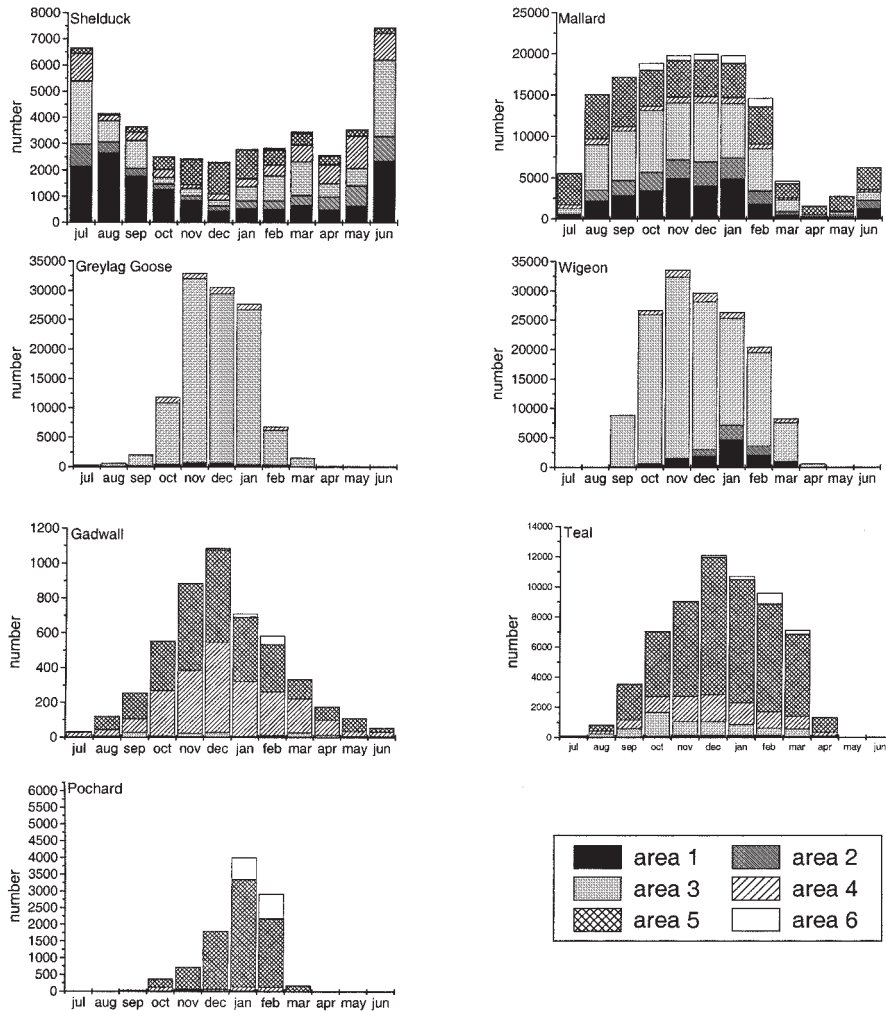 Shelduck
8000
7000
6000
5000
4000
3000
2000
1000
0
number
jul aug sep oct nov dec jan feb mar apr may jun
Mallard
25000
20000
15000
10000
5000
0
number
jul aug sep oct nov dec jan feb mar apr may jun
Greylag Goose
35000
30000
25000
20000
15000
10000
5000
0
number
jul aug sep oct nov dec jan feb mar apr may jun
Wigeon
35000
30000
25000
20000
15000
10000
5000
0
number
jul aug sep oct nov dec jan feb mar apr may jun
Gadwall
1200
1000
800
600
400
200
0
number
jul aug sep oct nov dec jan feb mar apr may jun
Teal
14000
12000
10000
8000
6000
4000
2000
0
number
jul aug sep oct nov dec jan feb mar apr may jun
Pochard
6000
5500
5000
4500
4000
3500
3000
2500
2000
1500
1000
500
0
number
jul aug sep oct nov dec jan feb mar apr may jun
area 1 area 2
area 3 area 4
area 5 area 6